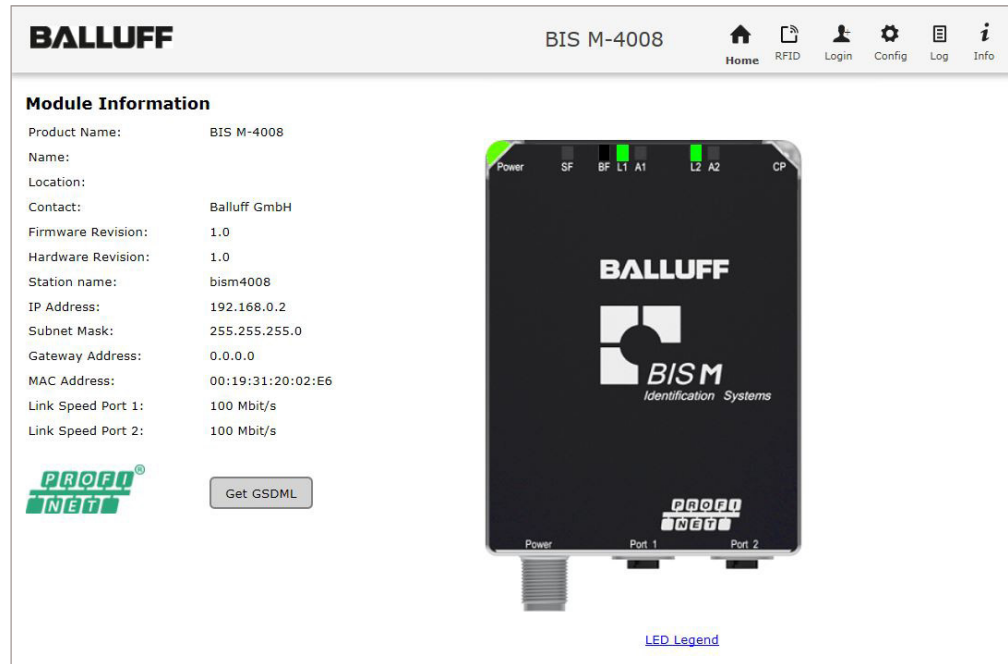 BALLUFF
BIS M-4008
Home RFID Login Config Log Info
Module Information
Product Name: BIS M-4008
Name:
Location:
Contact: Balluff GmbH
Firmware Revision: 1.0
Hardware Revision: 1.0
Station name: bism4008
IP Address: 192.168.0.2
Subnet Mask: 255.255.255.0
Gateway Address: 0.0.0.0
MAC Address: 00:19:31:20:02:E6
Link Speed Port 1: 100 Mbit/s
Link Speed Port 2: 100 Mbit/s
PROFI®
NET
Get GSDML
Power SF BF L1 A1 L2 A2 CP
BALLUFF
BIS M
Identification Systems
PROFI
NET
Power Port 1 Port 2
LED Legend